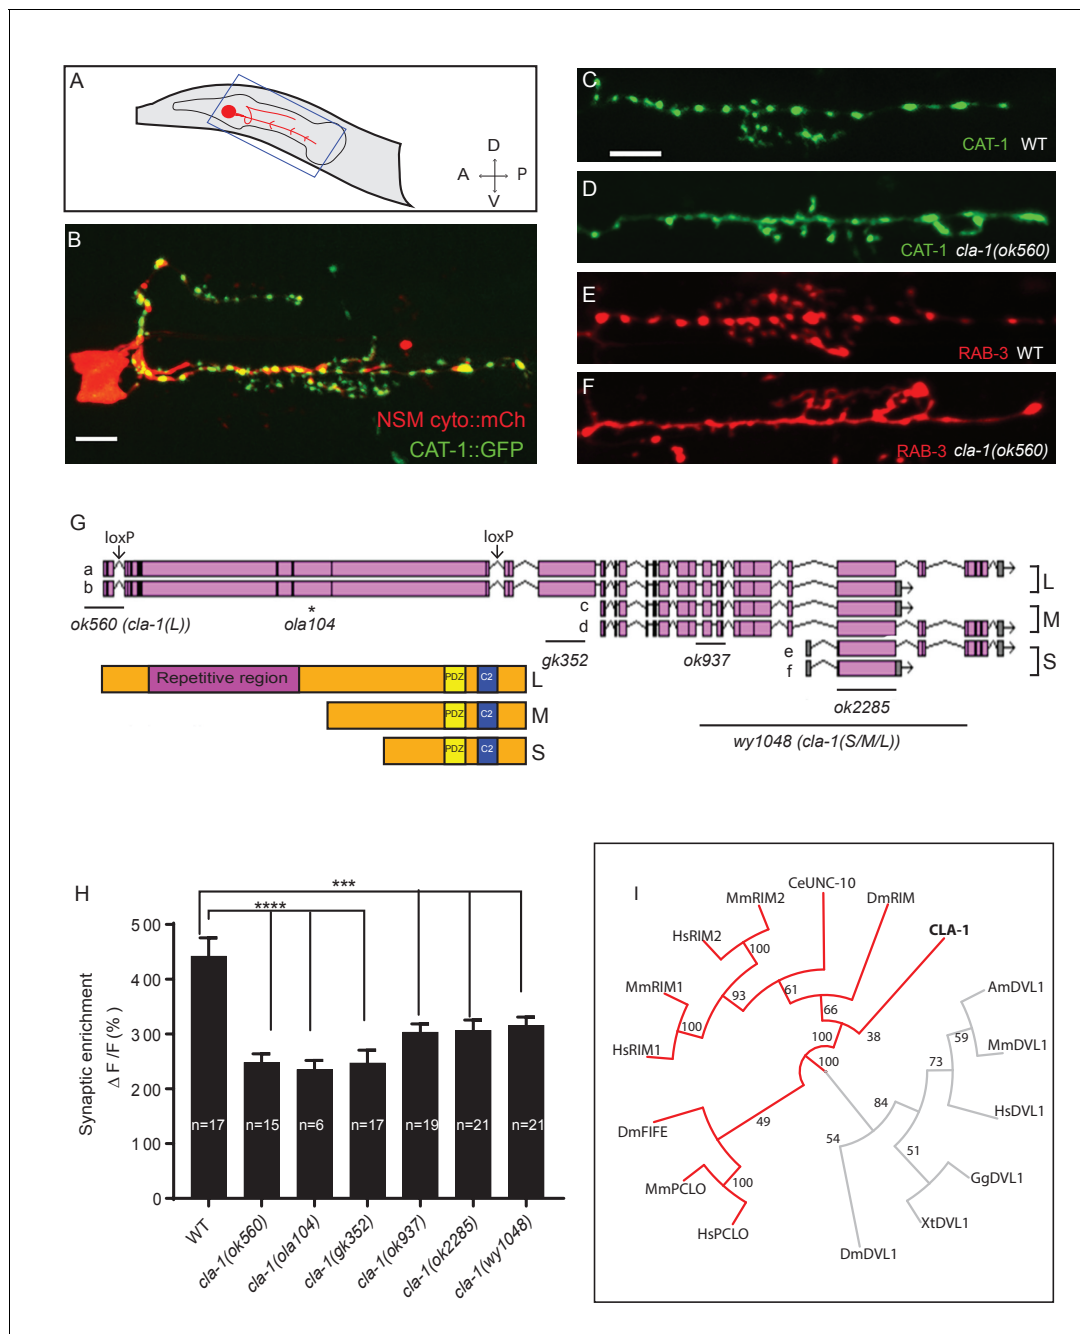 A
D
A P
V
B
NSM cyto::mCh
CAT-1::GFP
C
CAT-1 WT
D
CAT-1 cla-1(ok560)
E
RAB-3 WT
F
RAB-3 cla-1(ok560)
G
loxP
loxP
a
b
c
d
e
f
L
M
S
ok560 (cla-1(L))
*
ola104
gk352
ok937
ok2285
wy1048 (cla-1(S/M/L))
Repetitive region
PDZ
C2
L
PDZ
C2
M
PDZ
C2
S
H
***
****
Synaptic enrichment
Δ F /F (%)
500
400
300
200
100
0
n=17
n=15
n=6
n=17
n=19
n=21
n=21
WT
cla-1(ok560)
cla-1(ola104)
cla-1(gk352)
cla-1(ok937)
cla-1(ok2285)
cla-1(wy1048)
I
CeUNC-10
MmRIM2
DmRIM
HsRIM2
CLA-1
MmRIM1
HsRIM1
AmDVL1
MmDVL1
HsDVL1
GgDVL1
XtDVL1
DmDVL1
DmFIFE
MmPCLO
HsPCLO
100
93
100
61
66
100
38
100
59
73
84
54
51
49
100